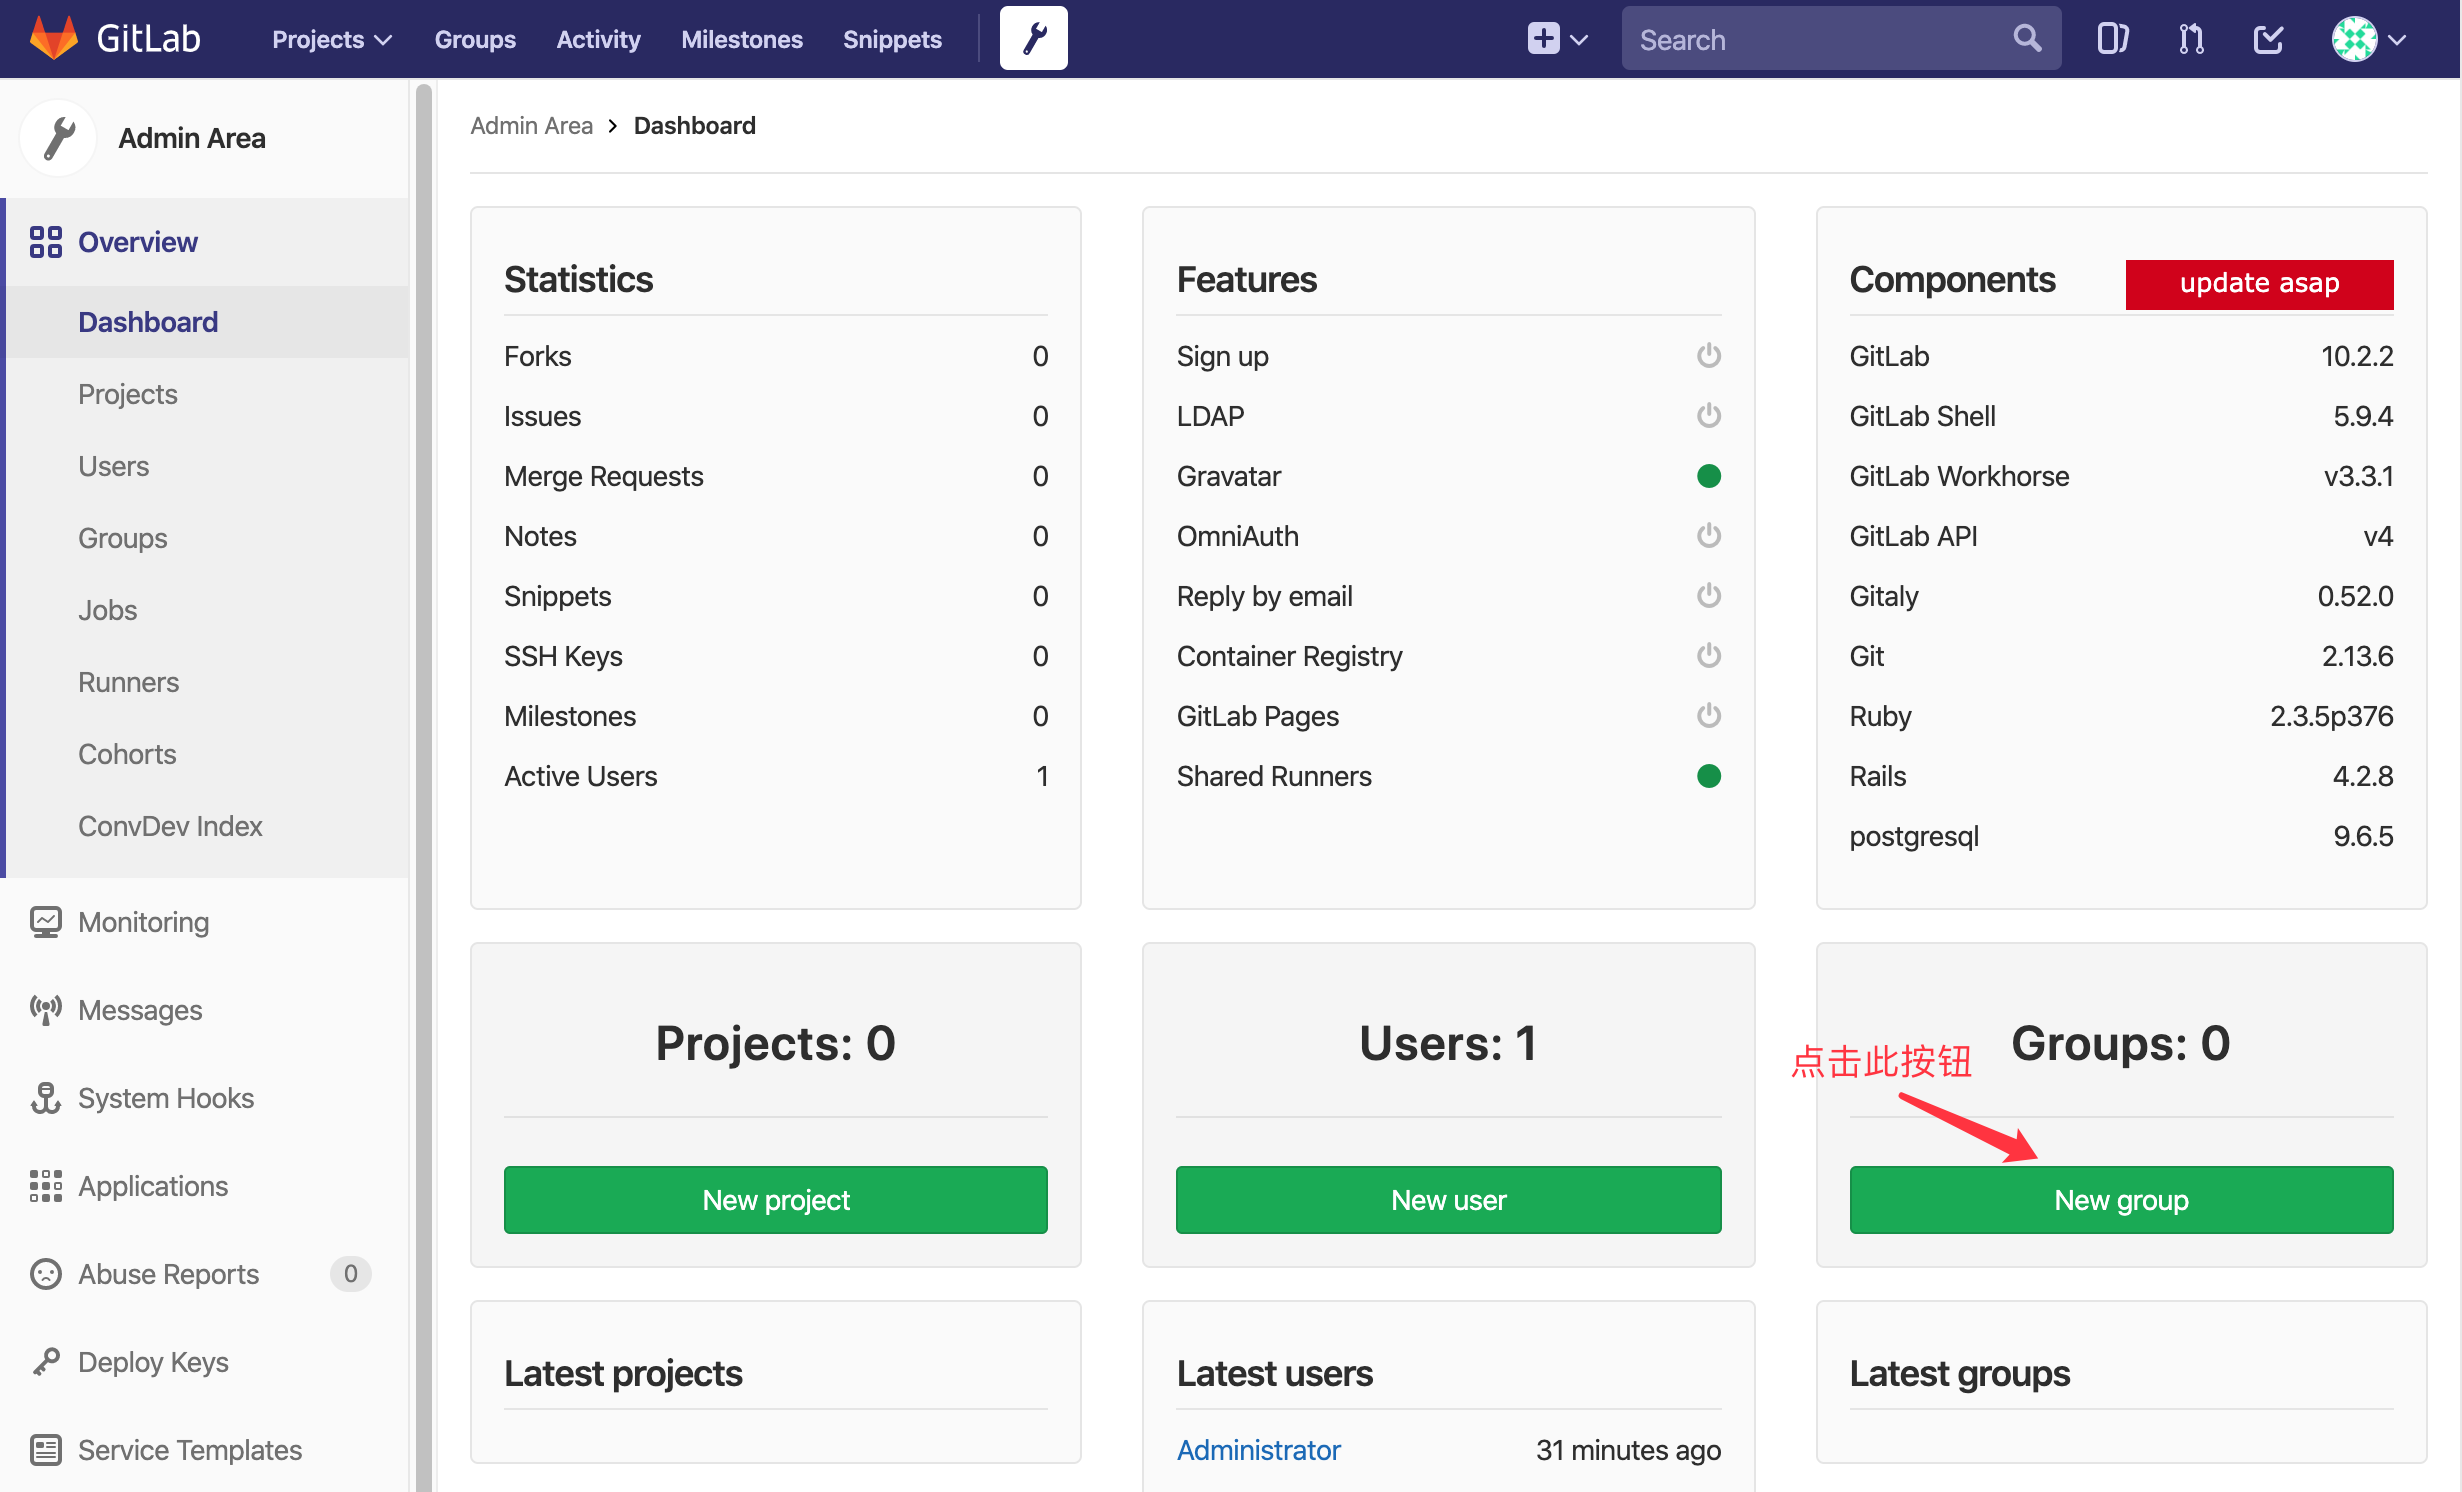 GitLab Projects Groups Activity Milestones Snippets Search
Admin Area
Overview
Dashboard
Projects
Users
Groups
Jobs
Runners
Cohorts
ConvDev Index
Monitoring
Messages
System Hooks
Applications
Abuse Reports 0
Deploy Keys
Service Templates
Admin Area > Dashboard
Statistics
Forks 0
Issues 0
Merge Requests 0
Notes 0
Snippets 0
SSH Keys 0
Milestones 0
Active Users 1
Features
Sign up
LDAP
Gravatar
OmniAuth
Reply by email
Container Registry
GitLab Pages
Shared Runners
Components update asap
GitLab 10.2.2
GitLab Shell 5.9.4
GitLab Workhorse v3.3.1
GitLab API v4
Gitaly 0.52.0
Git 2.13.6
Ruby 2.3.5p376
Rails 4.2.8
postgresql 9.6.5
Projects: 0
New project
Users: 1
New user
Groups: 0
点击此按钮
New group
Latest projects
Latest users
Administrator 31 minutes ago
Latest groups